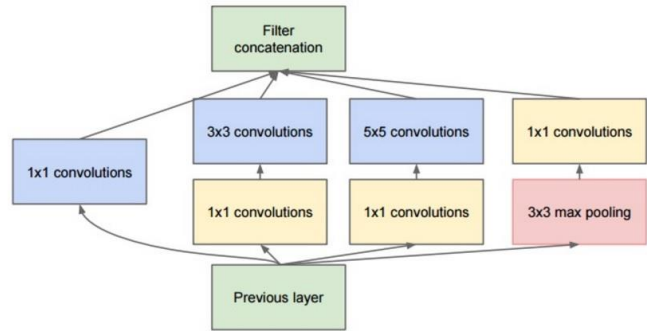 Filter
concatenation
3x3 convolutions
5x5 convolutions
1x1 convolutions
1x1 convolutions
1x1 convolutions
1x1 convolutions
3x3 max pooling
Previous layer